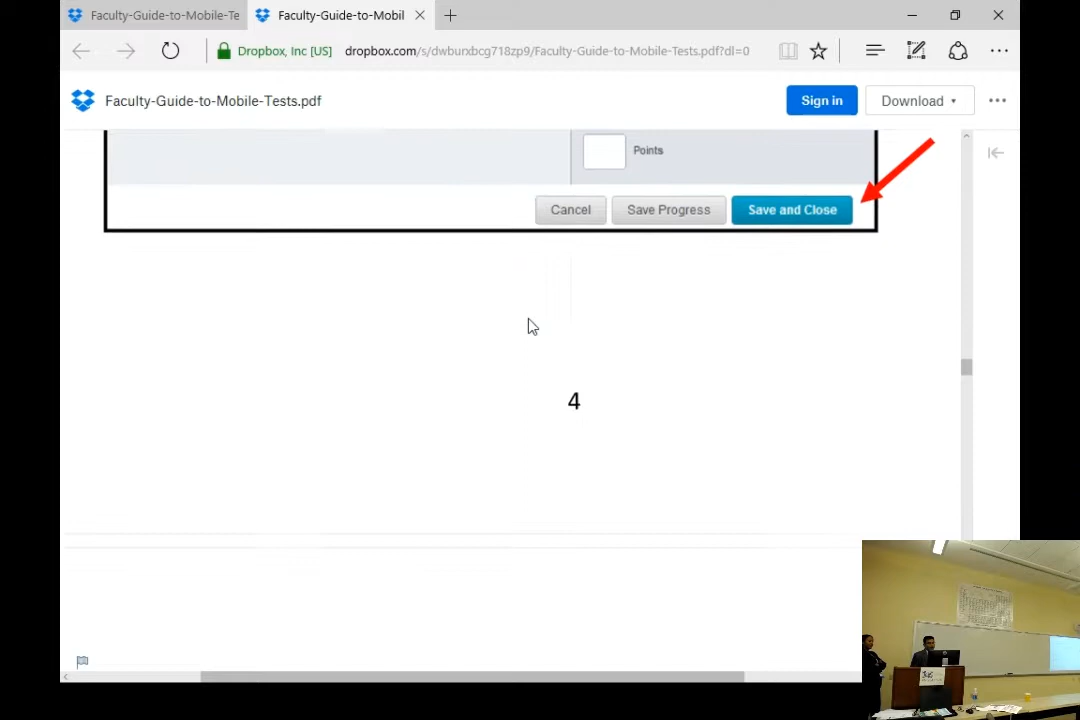 Faculty-Guide-to-Mobile-Te
Faculty-Guide-to-Mobil
Dropbox, Inc [US] dropbox.com/s/dwburxbcg718zp9/Faculty-Guide-to-Mobile-Tests.pdf?dl=0
Faculty-Guide-to-Mobile-Tests.pdf
Sign in
Download
Points
Cancel
Save Progress
Save and Close
4